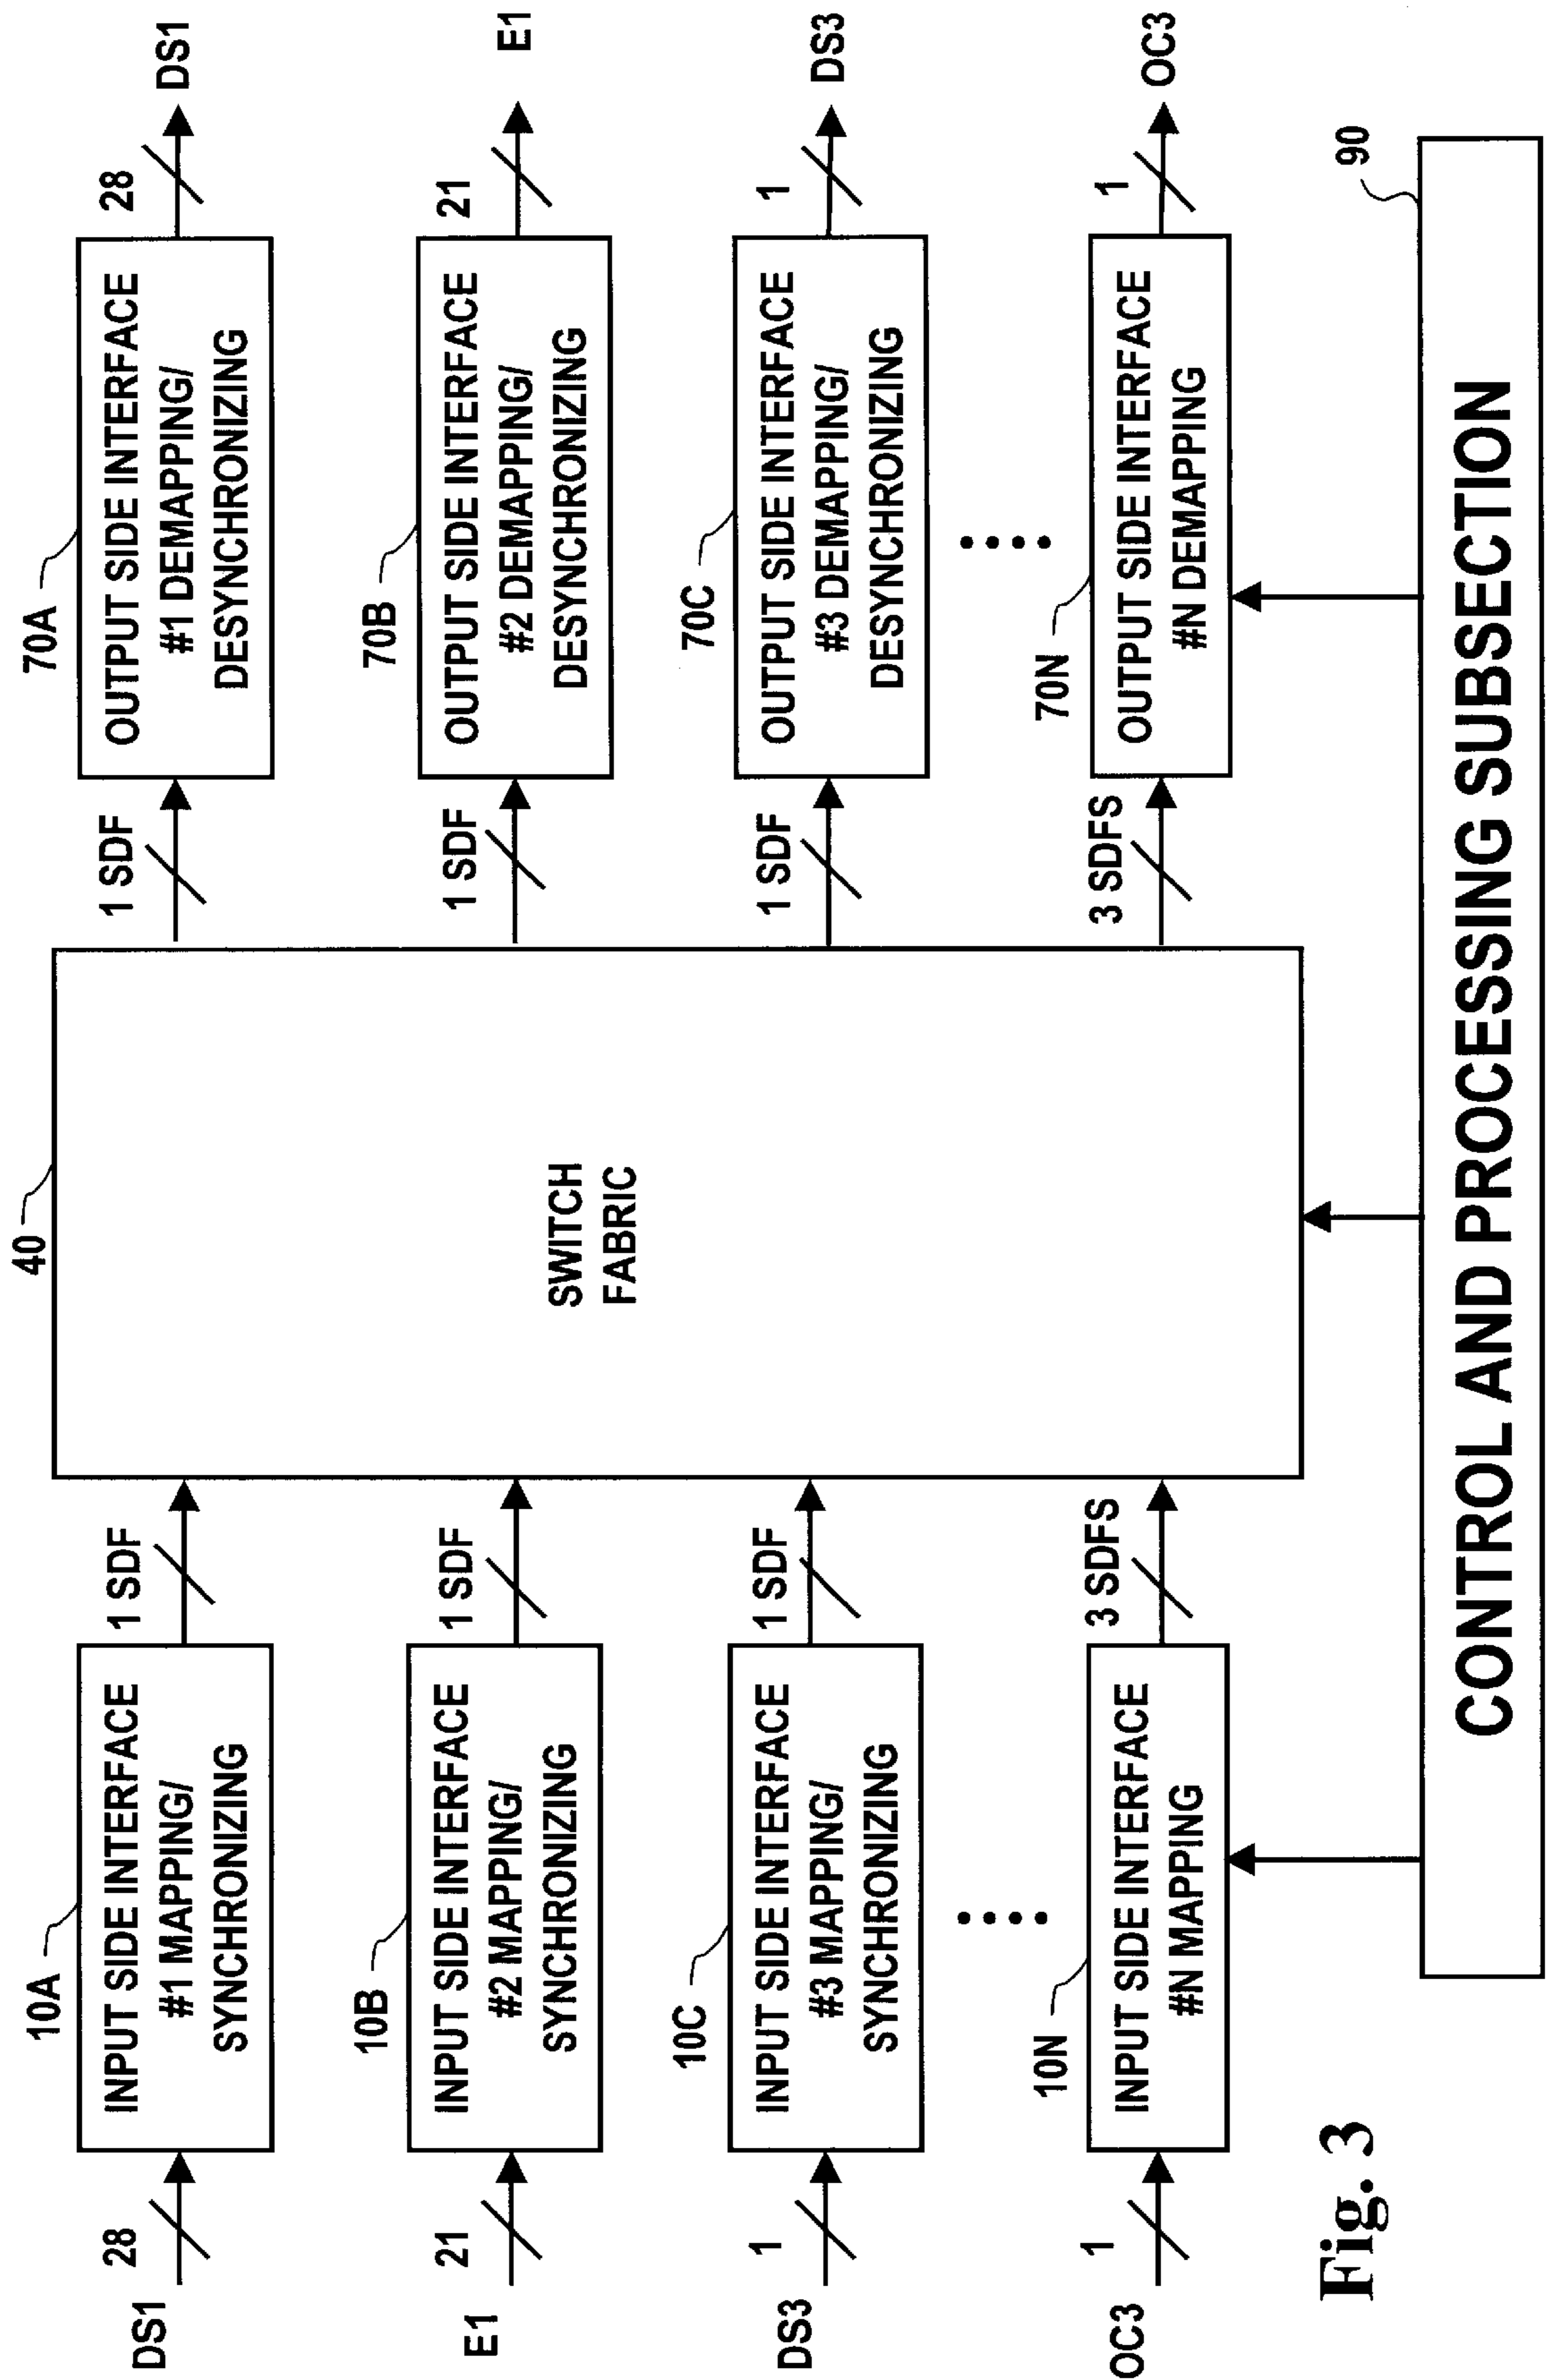 DS1
28
10A
INPUT SIDE INTERFACE
#1 MAPPING/
SYNCHRONIZING
1 SDF
40
SWITCH
FABRIC
1 SDF
70A
OUTPUT SIDE INTERFACE
#1 DEMAPPING/
DESYNCHRONIZING
28
DS1
E1
21
10B
INPUT SIDE INTERFACE
#2 MAPPING/
SYNCHRONIZING
1 SDF
1 SDF
70B
OUTPUT SIDE INTERFACE
#2 DEMAPPING/
DESYNCHRONIZING
21
E1
DS3
1
10C
INPUT SIDE INTERFACE
#3 MAPPING/
SYNCHRONIZING
1 SDF
1 SDF
70C
OUTPUT SIDE INTERFACE
#3 DEMAPPING/
DESYNCHRONIZING
1
DS3
OC3
1
10N
INPUT SIDE INTERFACE
#N MAPPING
3 SDFS
3 SDFS
70N
OUTPUT SIDE INTERFACE
#N DEMAPPING
1
OC3
90
CONTROL AND PROCESSING SUBSECTION
Fig. 3